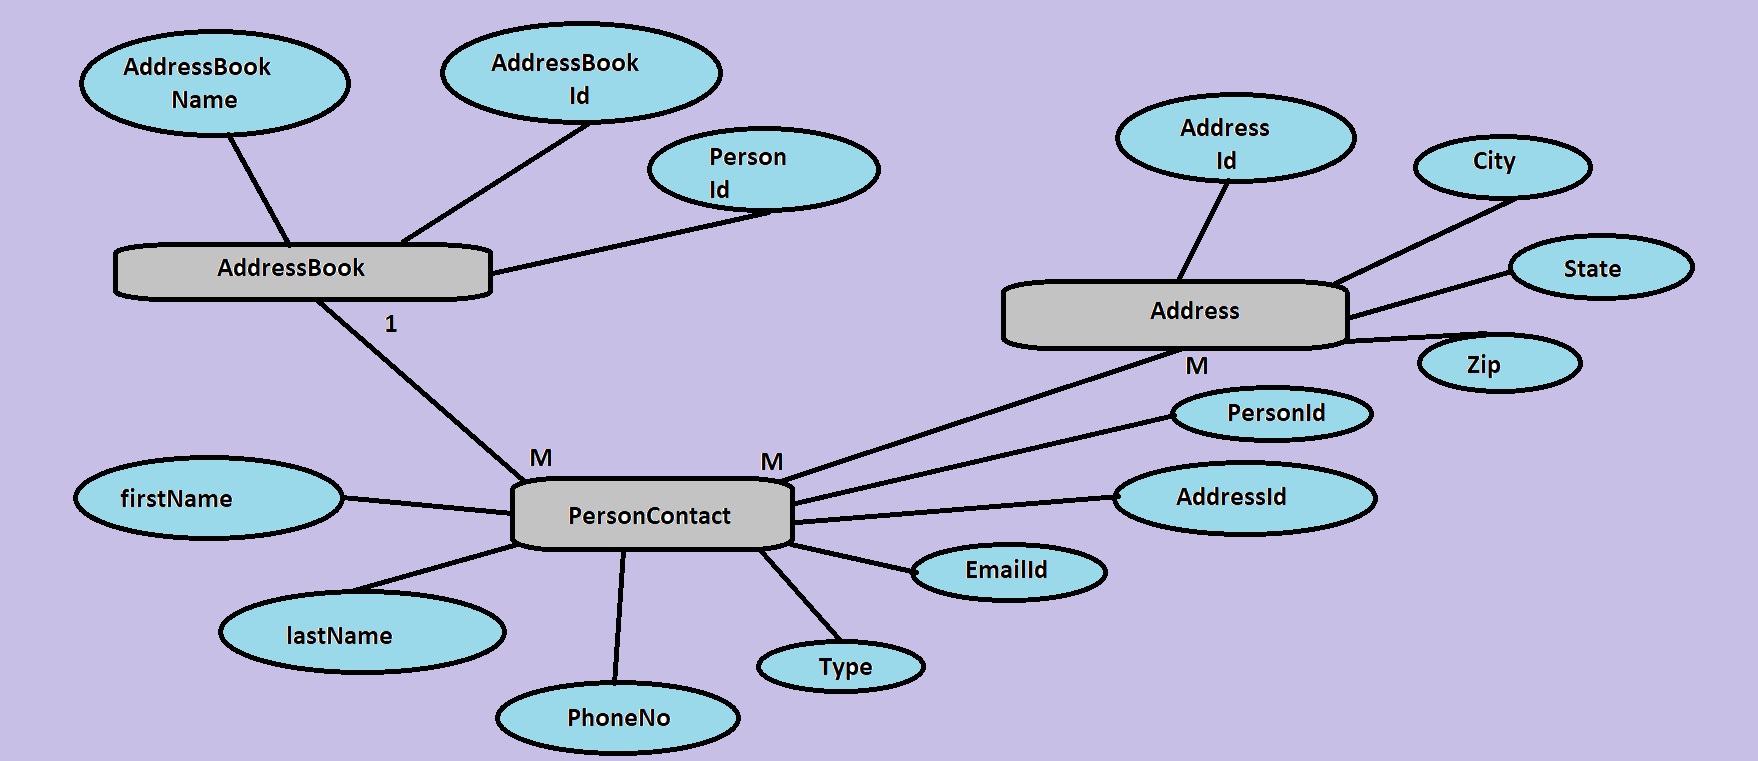 AddressBook
Name
AddressBook
Id
Person
Id
AddressBook
1
Address
Id
City
State
Zip
Address
M
PersonId
AddressId
M
M
PersonContact
firstName
lastName
PhoneNo
Type
EmailId